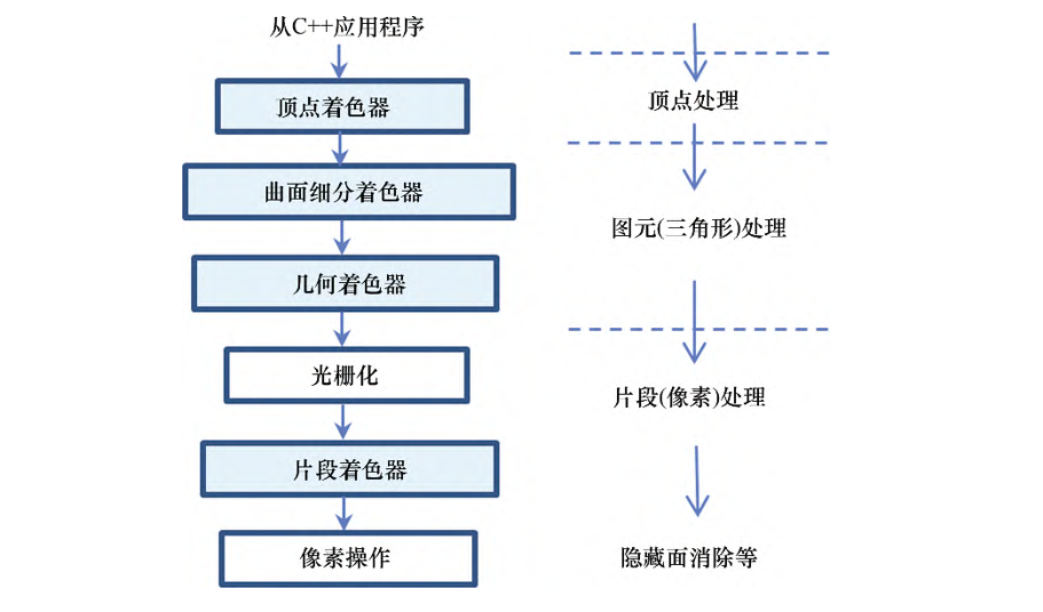 从C++应用程序
顶点着色器
曲面细分着色器
几何着色器
光栅化
片段着色器
像素操作
顶点处理
图元(三角形)处理
片段(像素)处理
隐藏面消除等